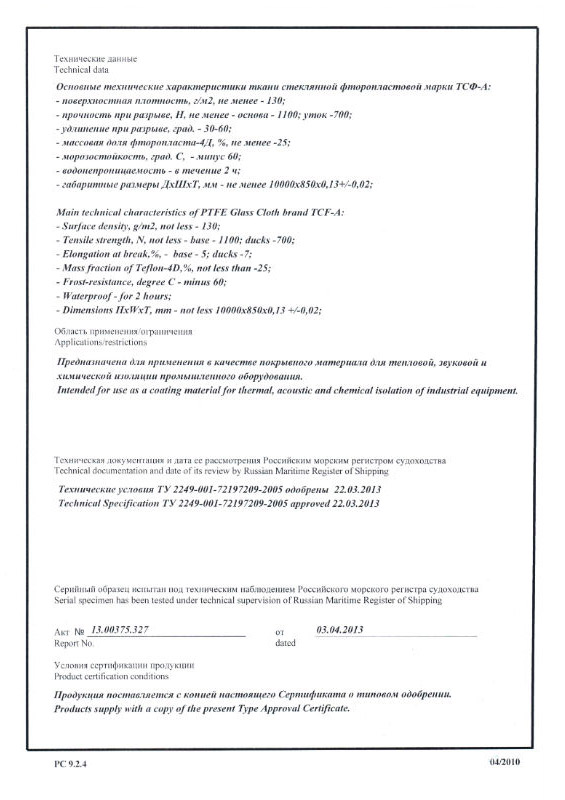 Технические данные
Technical data
Основные технические характеристики ткани стеклянной фторопластовой марки ТСФ-А:
- поверхностная плотность, г/м2, не менее - 130;
- прочность при разрыве, Н, не менее - основа - 1100; уток -700;
- удлинение при разрыве, град. - 30-60;
- массовая доля фторопласта-4Д, %, не менее -25;
- морозостойкость, град. С, - минус 60;
- водонепроницаемость - в течение 2 ч;
- габаритные размеры ДхШхТ, мм - не менее 10000х850х0,13+/-0,02;
Main technical characteristics of PTFE Glass Cloth brand TCF-A:
- Surface density, g/m2, not less - 130;
- Tensile strength, N, not less - base - 1100; ducks -700;
- Elongation at break,%, - base - 5; ducks -7;
- Mass fraction of Teflon-4D,%, not less than -25;
- Frost-resistance, degree C - minus 60;
- Waterproof - for 2 hours;
- Dimensions HxWxT, mm - not less 10000x850x0,13 +/-0,02;
Область применения/ограничения
Applications/restrictions
Предназначена для применения в качестве покрывного материала для тепловой, звуковой и
химической изоляции промышленного оборудования.
Intended for use as a coating material for thermal, acoustic and chemical isolation of industrial equipment.
Техническая документация и дата ее рассмотрения Российским морским регистром судоходства
Technical documentation and date of its review by Russian Maritime Register of Shipping
Технические условия ТУ 2249-001-72197209-2005 одобрены 22.03.2013
Technical Specification ТУ 2249-001-72197209-2005 approved 22.03.2013
Серийный образец испытан под техническим наблюдением Российского морского регистра судоходства
Serial specimen has been tested under technical supervision of Russian Maritime Register of Shipping
Акт № 13.00375.327 от 03.04.2013
Report No. dated
Условия сертификации продукции
Product certification conditions
Продукция поставляется с копией настоящего Сертификата о типовом одобрении.
Products supply with a copy of the present Type Approval Certificate.
РС 9.2.4 04/2010